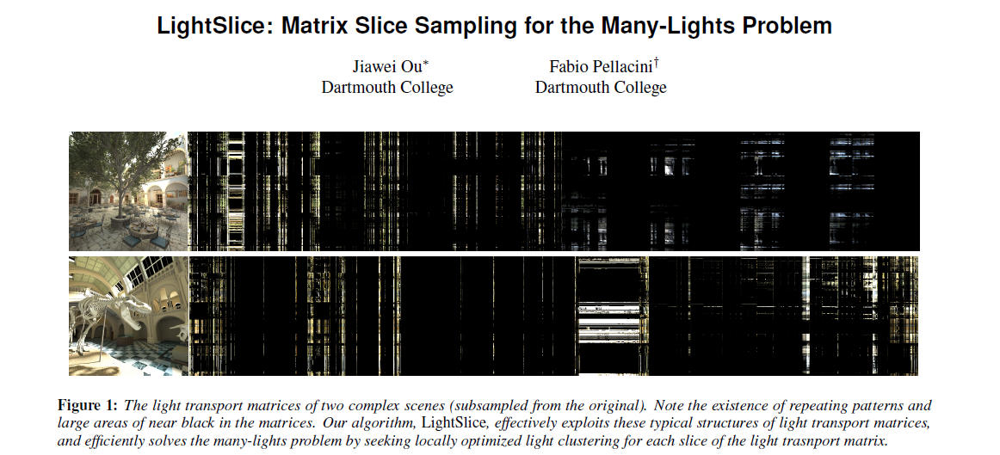 LightSlice: Matrix Slice Sampling for the Many-Lights Problem
Jiawei Ou* Fabio Pellacini†
Dartmouth College Dartmouth College
Figure 1: The light transport matrices of two complex scenes (subsampled from the original). Note the existence of repeating patterns and
large areas of near black in the matrices. Our algorithm, LightSlice, effectively exploits these typical structures of light transport matrices,
and efficiently solves the many-lights problem by seeking locally optimized light clustering for each slice of the light trasnport matrix.